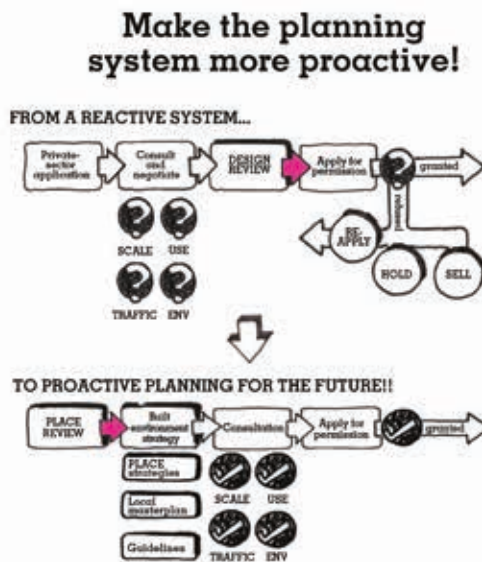 Make the planning
system more proactive!
FROM A REACTIVE SYSTEM...
Private-
sector
application
Consult
and
negotiate
DESIGN
REVIEW
Apply for
permission
?
granted
refused
RE-
APPLY
HOLD
SELL
?
?
SCALE
USE
?
?
TRAFFIC
ENV
TO PROACTIVE PLANNING FOR THE FUTURE!!
PLACE
REVIEW
Built
environment
strategy
Consultation
Apply for
permission
granted
PLACE
strategies
Local
masterplan
Guidelines
SCALE
USE
TRAFFIC
ENV